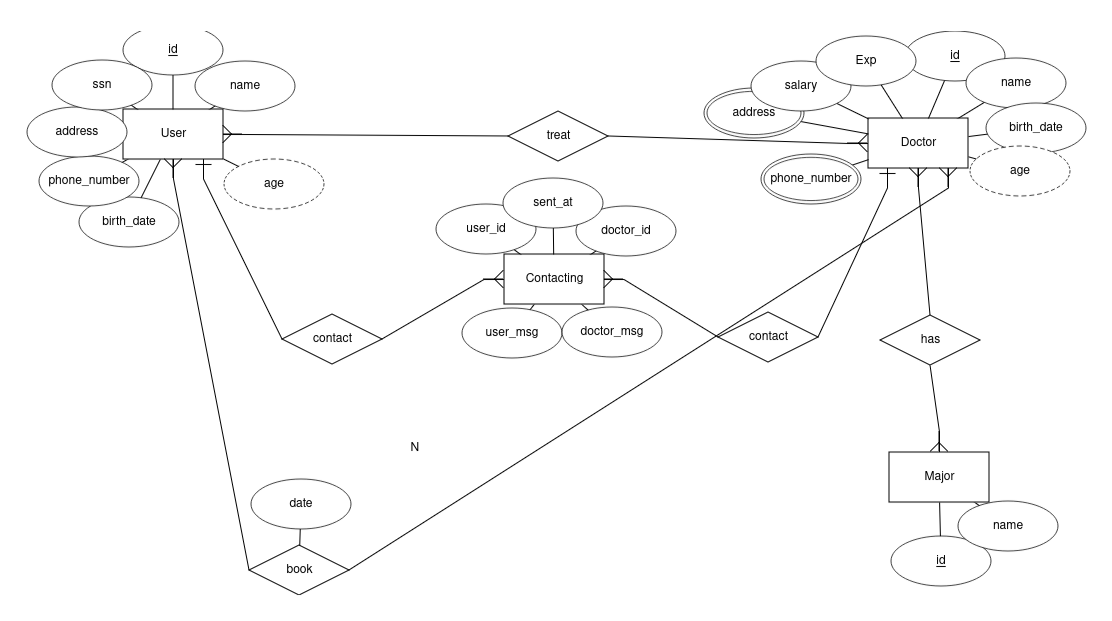 id
ssn
name
User
address
phone_number
age
birth_date
treat
Exp
id
salary
name
address
birth_date
Doctor
age
phone_number
sent_at
user_id
doctor_id
Contacting
user_msg
doctor_msg
contact
contact
has
N
Major
date
name
book
id